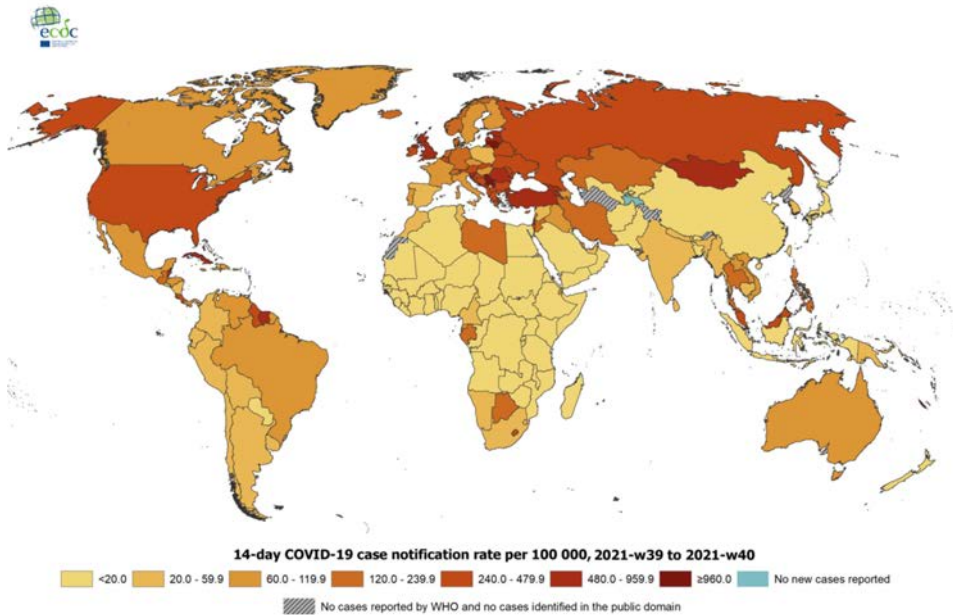 ecdc
14-day COVID-19 case notification rate per 100 000, 2021-w39 to 2021-w40
<20.0 20.0 - 59.9 60.0 - 119.9 120.0 - 239.9 240.0 - 479.9 480.0 - 959.9 ≥960.0 No new cases reported
No cases reported by WHO and no cases identified in the public domain